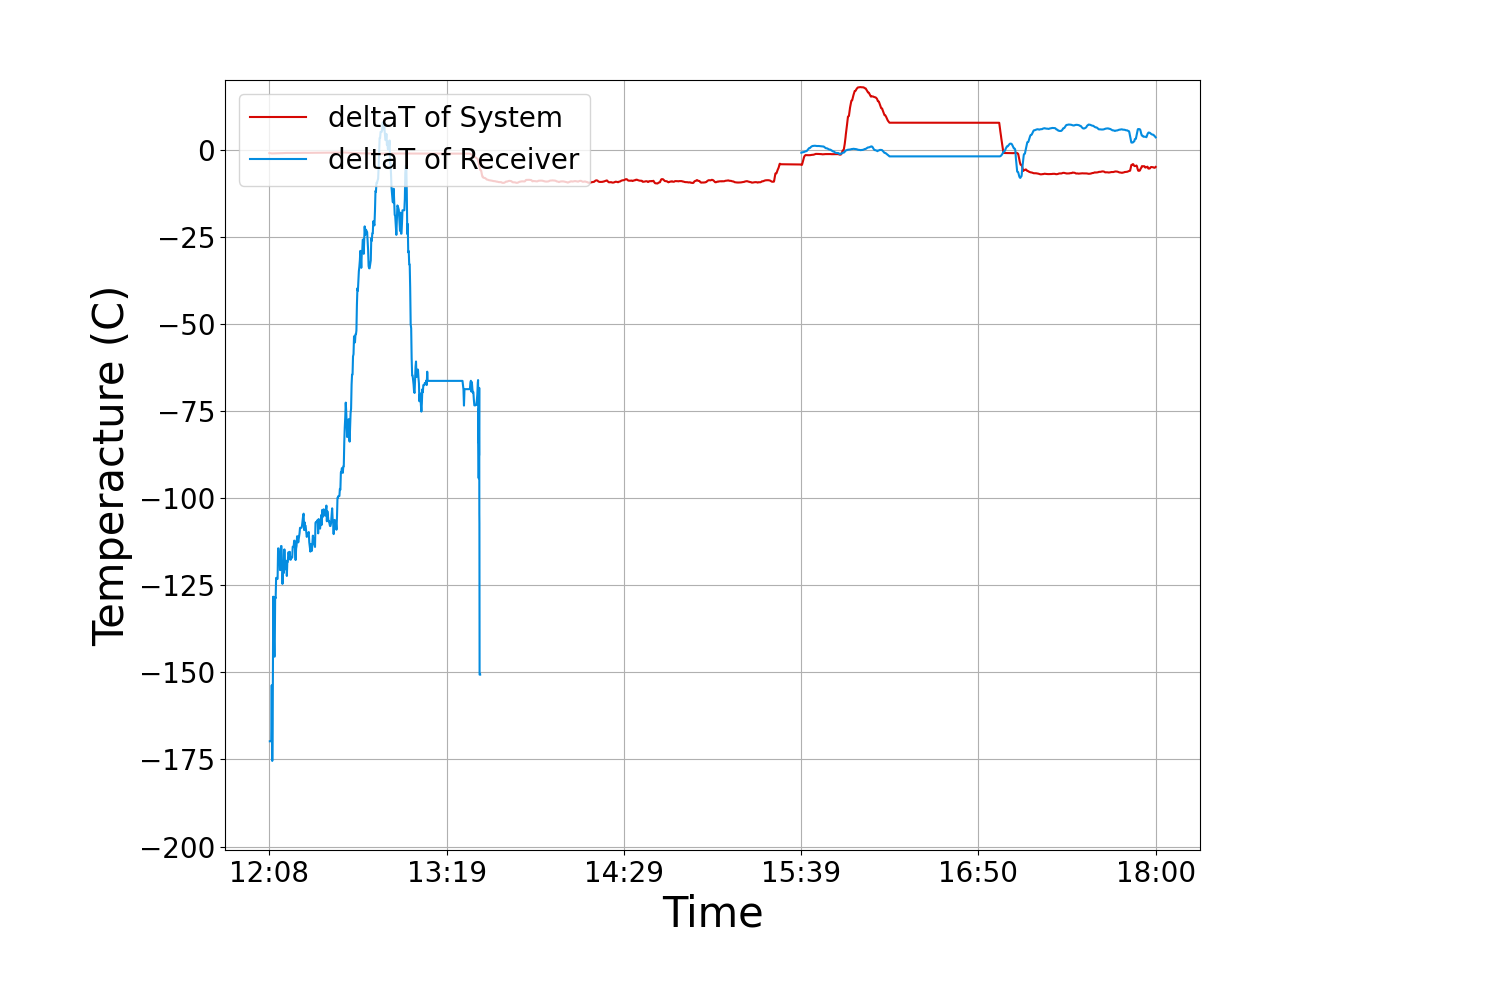 deltaT of System
deltaT of Receiver
0
−25
−50
−75
−100
−125
−150
−175
−200
Temperacture (C)
12:08 13:19 14:29 15:39 16:50 18:00
Time